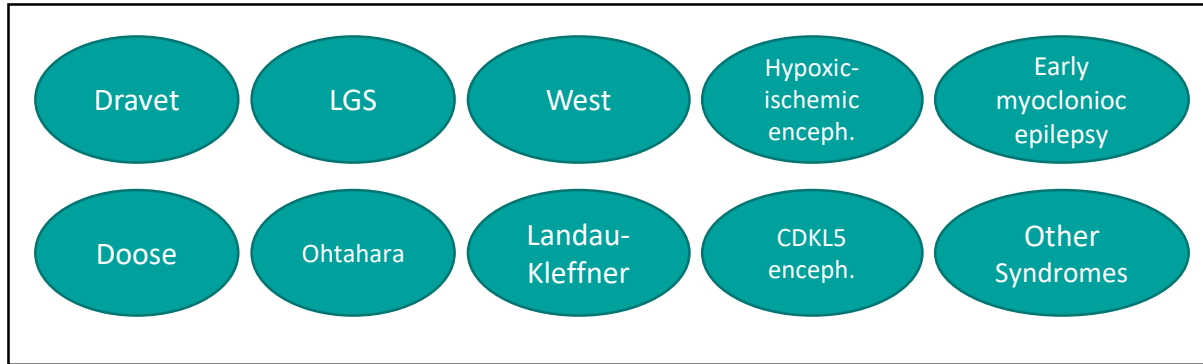 Dravet
LGS
West
Hypoxic-
ischemic
enceph.
Early
myoclonioc
epilepsy
Doose
Ohtahara
Landau-
Kleffner
CDKL5
enceph.
Other
Syndromes